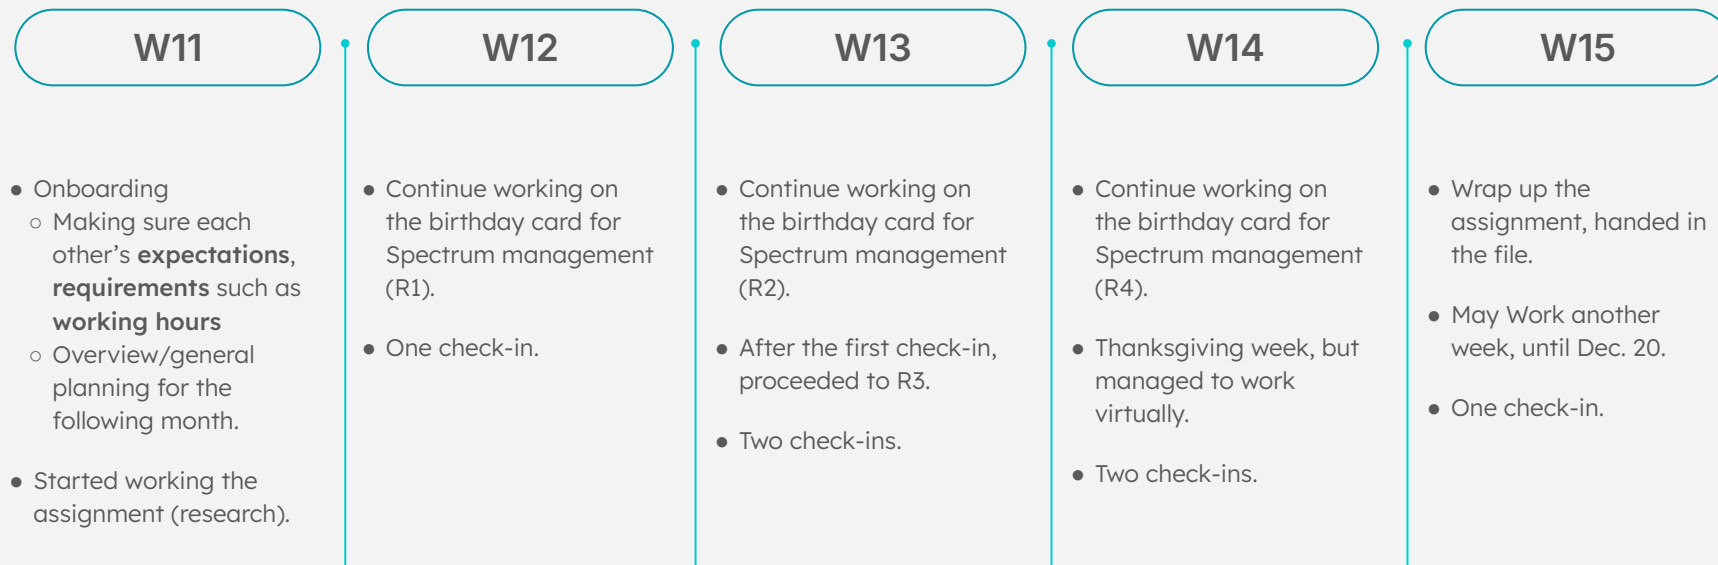 W11
● Onboarding
○ Making sure each
other’s expectations,
requirements such as
working hours
○ Overview/general
planning for the
following month.
● Started working the
assignment (research).
W12
● Continue working on
the birthday card for
Spectrum management
(R1).
● One check-in.
W13
● Continue working on
the birthday card for
Spectrum management
(R2).
● After the first check-in,
proceeded to R3.
● Two check-ins.
W14
● Continue working on
the birthday card for
Spectrum management
(R4).
● Thanksgiving week, but
managed to work
virtually.
● Two check-ins.
W15
● Wrap up the
assignment, handed in
the file.
● May Work another
week, until Dec. 20.
● One check-in.